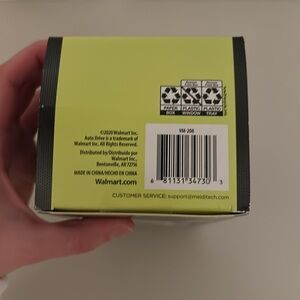 PAPER PLASTIC PLASTIC
BOX WINDOW TRAY
©2020 Walmart Inc.
Auto Drive is a trademark of
Walmart Inc. All Rights Reserved.
Distributed by/Distribuido por
Walmart Inc.,
Bentonville, AR 72716
MADE IN CHINA/HECHO EN CHINA
Walmart.com
VM-208
6 81131 34730 3
CUSTOMER SERVICE: support@meiditech.com